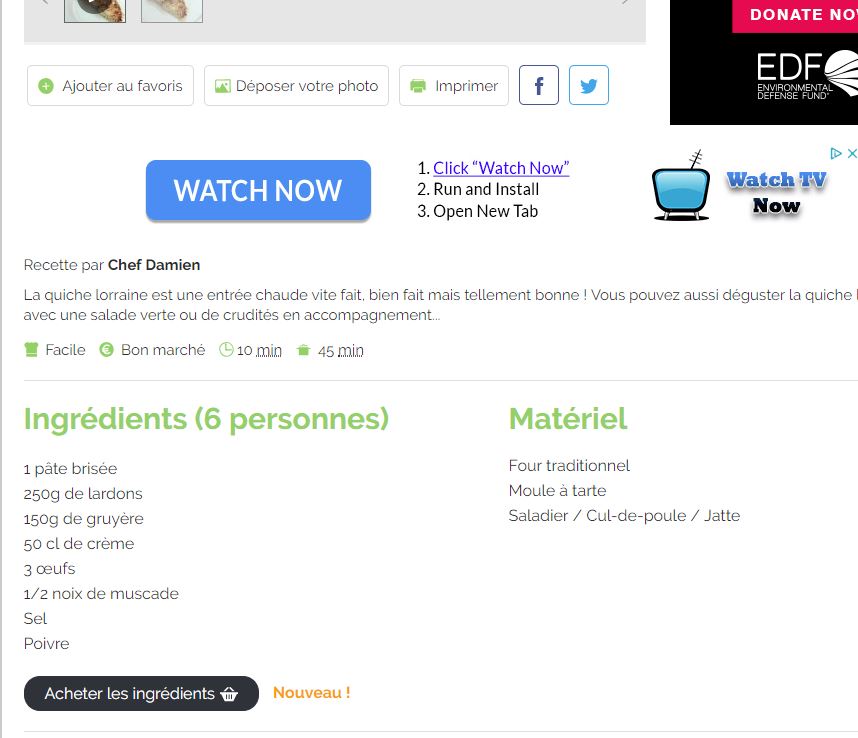 DONATE NO
EDF
ENVIRONMENTAL
DEFENSE FUND
Ajouter au favoris
Déposer votre photo
Imprimer
WATCH NOW
1. Click “Watch Now”
2. Run and Install
3. Open New Tab
Watch TV
Now
Recette par Chef Damien
La quiche lorraine est une entrée chaude vite fait, bien fait mais tellement bonne ! Vous pouvez aussi déguster la quiche
avec une salade verte ou de crudités en accompagnement...
Facile
Bon marché
10 min
45 min
Ingrédients (6 personnes)
1 pâte brisée
250g de lardons
150g de gruyère
50 cl de crème
3 œufs
1/2 noix de muscade
Sel
Poivre
Matériel
Four traditionnel
Moule à tarte
Saladier / Cul-de-poule / Jatte
Acheter les ingrédients
Nouveau !